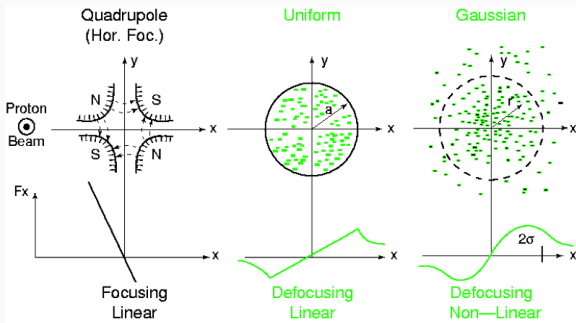 Quadrupole
(Hor. Foc.)
Uniform
Gaussian
y
y
y
N
S
S
N
x
a
x
r
x
Proton
Beam
Fx
x
x
2σ
x
Focusing
Linear
Defocusing
Linear
Defocusing
Non—Linear